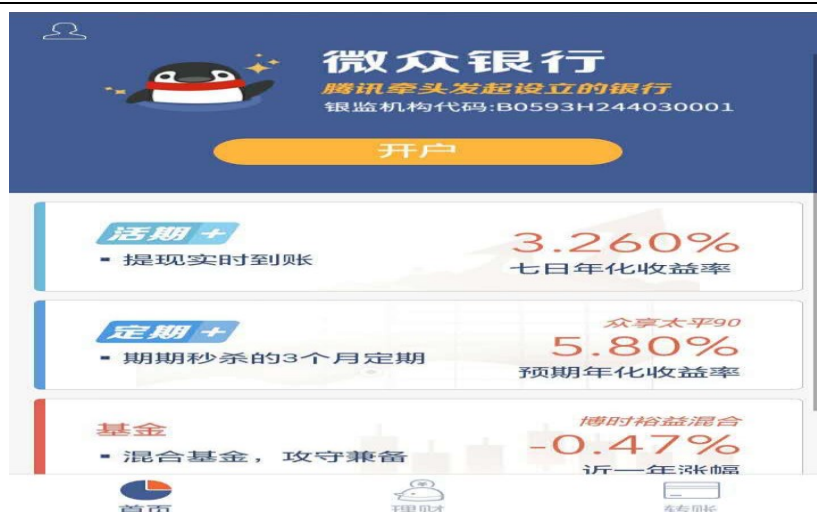 微众银行
腾讯牵头发起设立的银行
银监机构代码:B0593H244030001
开户
活期+
▪ 提现实时到账
3.260%
七日年化收益率
定期+
▪ 期期秒杀的3个月定期
众享太平90
5.80%
预期年化收益率
基金
▪ 混合基金，攻守兼备
博时裕益混合
-0.47%
近一年涨幅
首页
理财
转账